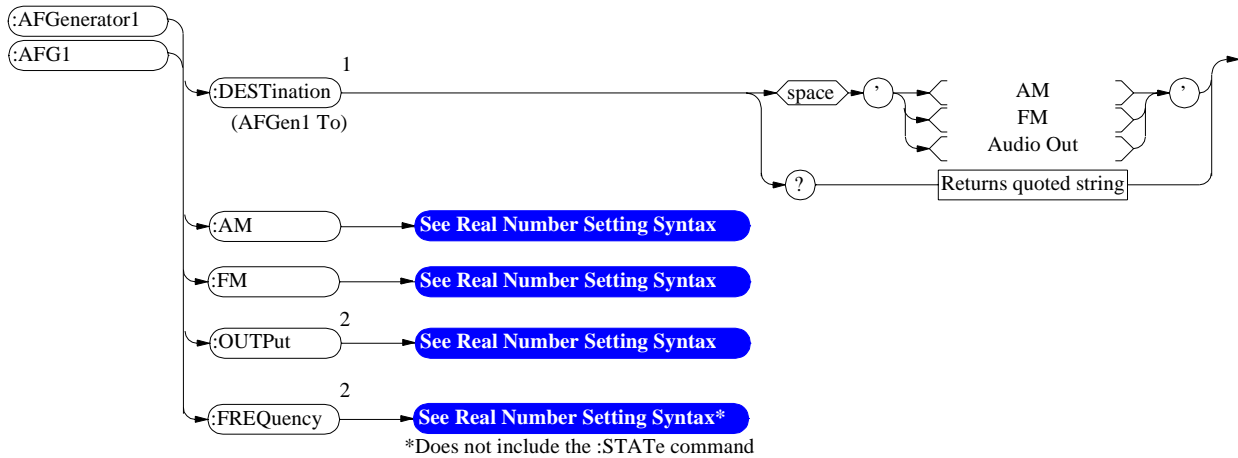 :AFGenerator1
:AFG1
1
:DESTination
(AFGen1 To)
space
’
AM
FM
Audio Out
’
?
Returns quoted string
:AM
See Real Number Setting Syntax
:FM
See Real Number Setting Syntax
2
:OUTPut
See Real Number Setting Syntax
2
:FREQuency
See Real Number Setting Syntax*
*Does not include the :STATe command